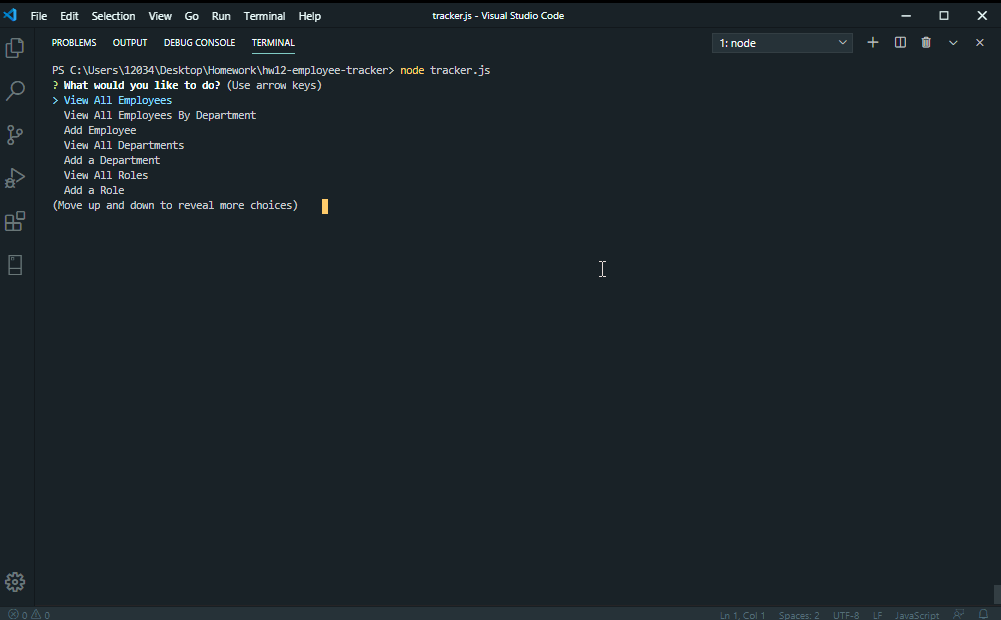 File Edit Selection View Go Run Terminal Help
tracker.js - Visual Studio Code
PROBLEMS OUTPUT DEBUG CONSOLE TERMINAL
1: node
PS C:\Users\12034\Desktop\Homework\hw12-employee-tracker> node tracker.js
? What would you like to do? (Use arrow keys)
> View All Employees
View All Employees By Department
Add Employee
View All Departments
Add a Department
View All Roles
Add a Role
(Move up and down to reveal more choices)
0 0
Ln 1, Col 1 Spaces: 2 UTF-8 LF JavaScript